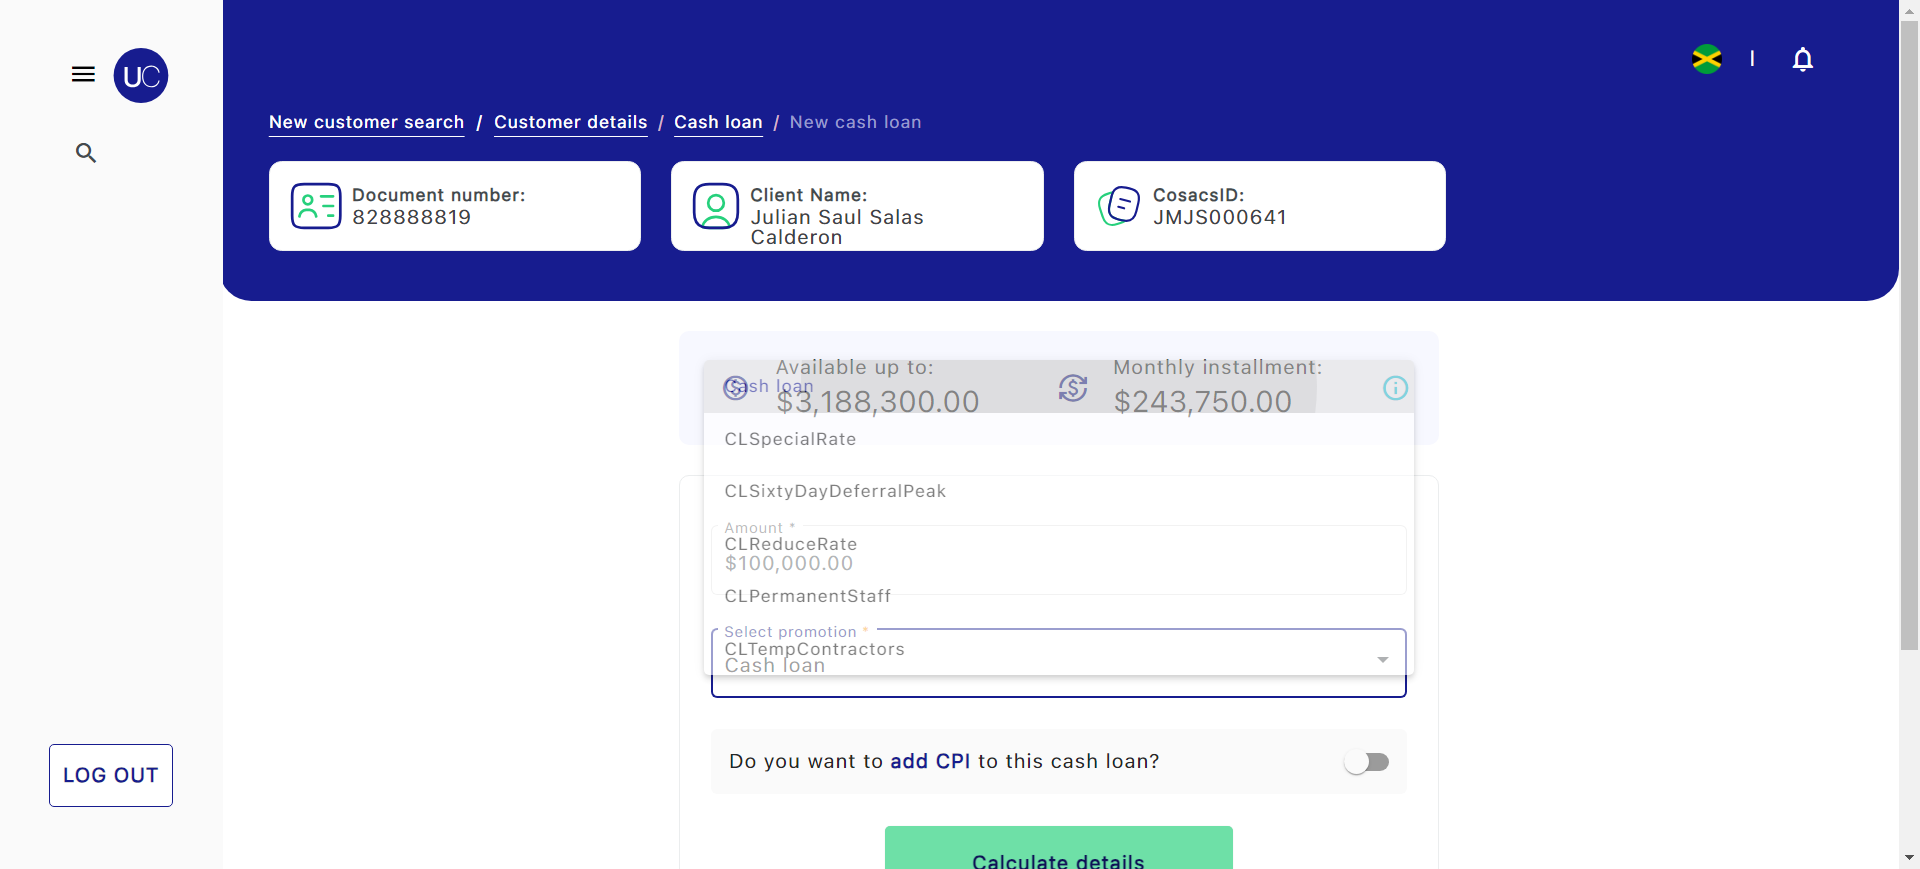 UC
New customer search / Customer details / Cash loan / New cash loan
Document number:
828888819
Client Name:
Julian Saul Salas
Calderon
CosacsID:
JMJS000641
Available up to:
$3,188,300.00
Monthly installment:
$243,750.00
Cash loan
CLSpecialRate
CLSixtyDayDeferralPeak
Amount *
CLReduceRate
$100,000.00
CLPermanentStaff
Select promotion *
CLTempContractors
Cash loan
Do you want to add CPI to this cash loan?
LOG OUT
Calculate details